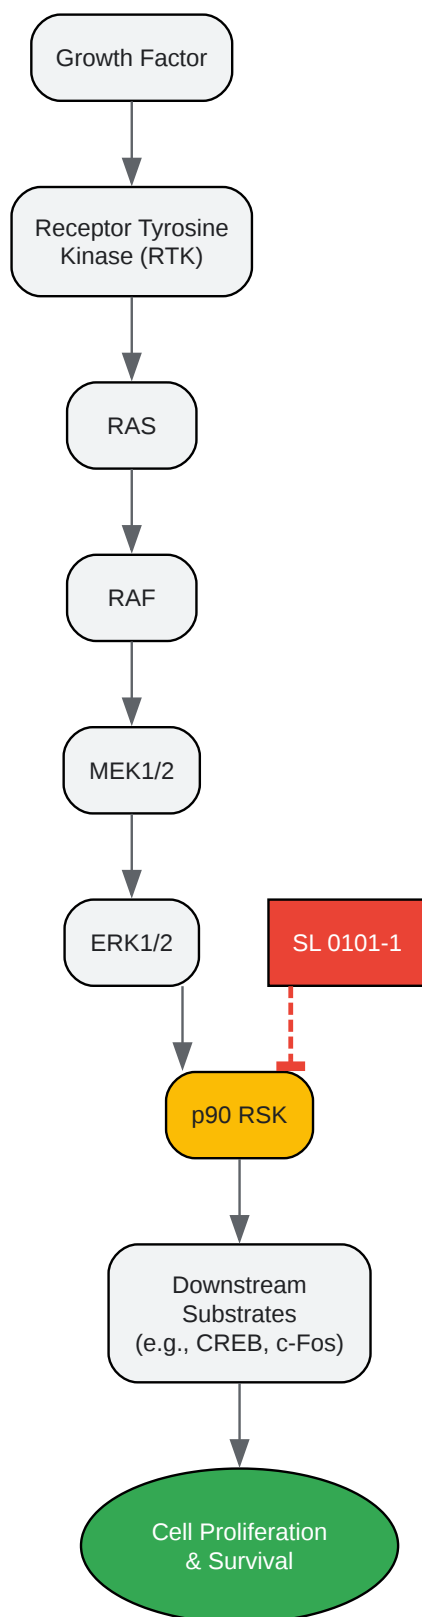 Growth Factor
Receptor Tyrosine
Kinase (RTK)
RAS
RAF
MEK1/2
ERK1/2
SL 0101-1
p90 RSK
Downstream
Substrates
(e.g., CREB, c-Fos)
Cell Proliferation
& Survival